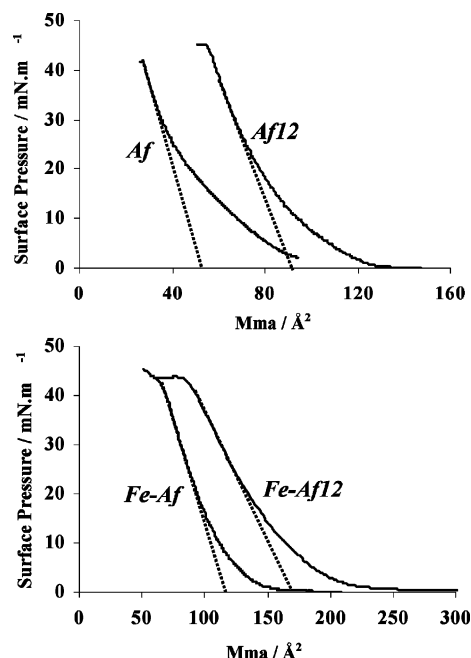 50
40
30
20
10
0
0 40 80 120 160
Surface Pressure / mN.m -1
Mma / Å²
Af
Af12
50
40
30
20
10
0
0 50 100 150 200 250 300
Surface Pressure / mN.m -1
Mma / Å²
Fe-Af
Fe-Af12